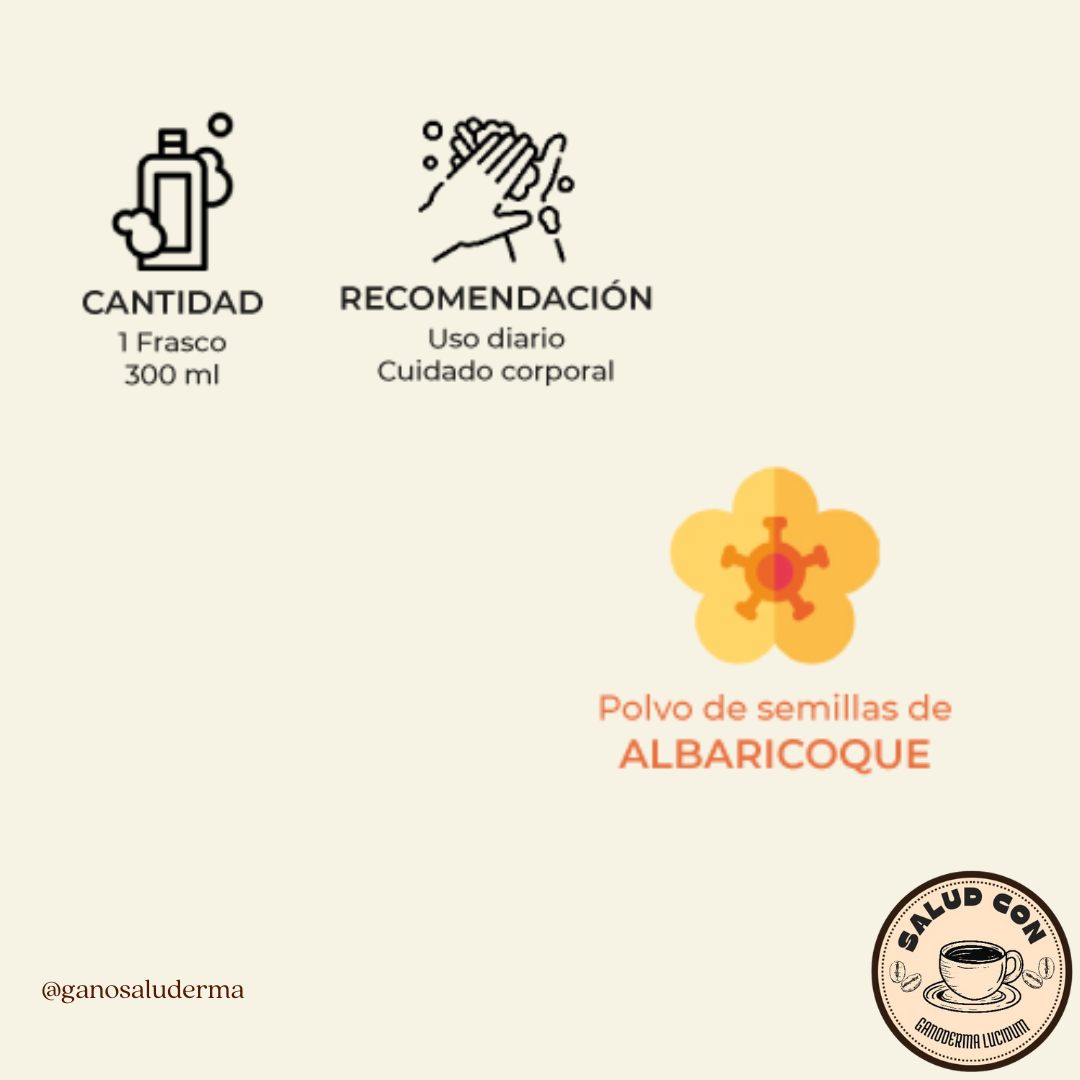 CANTIDAD
1 Frasco
300 ml
RECOMENDACIÓN
Uso diario
Cuidado corporal
Polvo de semillas de
ALBARICOQUE
@ganosaluderma
SALUD CON
GANODERMA LUCIDUM